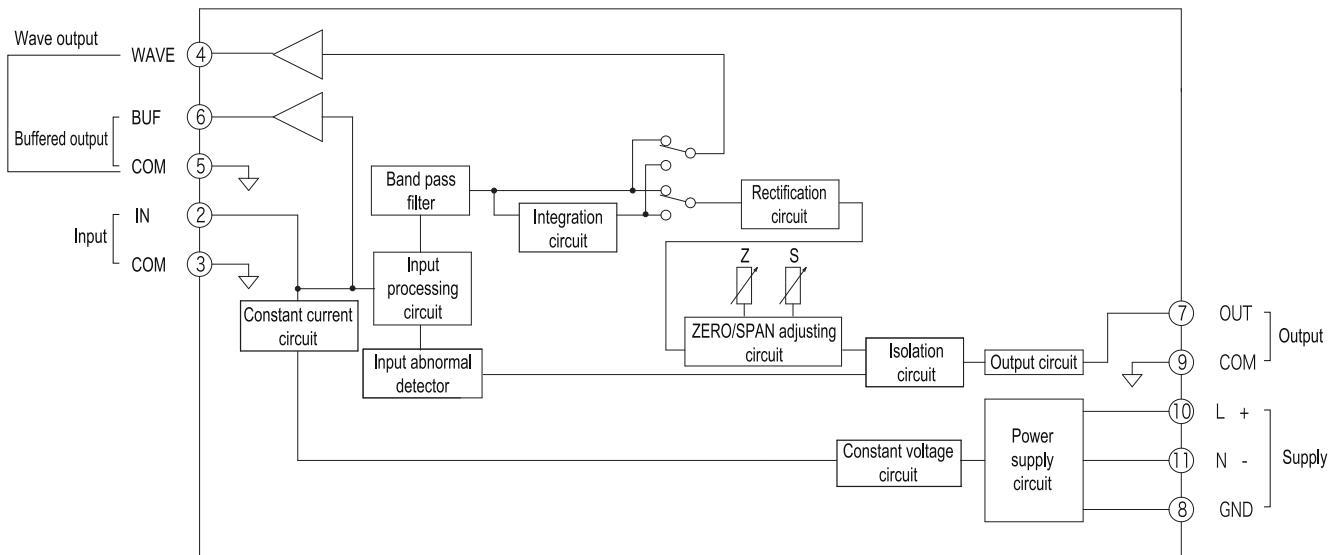 Wave output
WAVE 4
BUF 6
Buffered output
COM 5
IN 2
Input
COM 3
Band pass
filter
Integration
circuit
Rectification
circuit
Input
processing
circuit
Z S
Constant current
circuit
ZERO/SPAN adjusting
circuit
Input abnormal
detector
Isolation
circuit
Output circuit
7 OUT
Output
9 COM
10 L +
Constant voltage
circuit
Power
supply
circuit
11 N -
Supply
8 GND